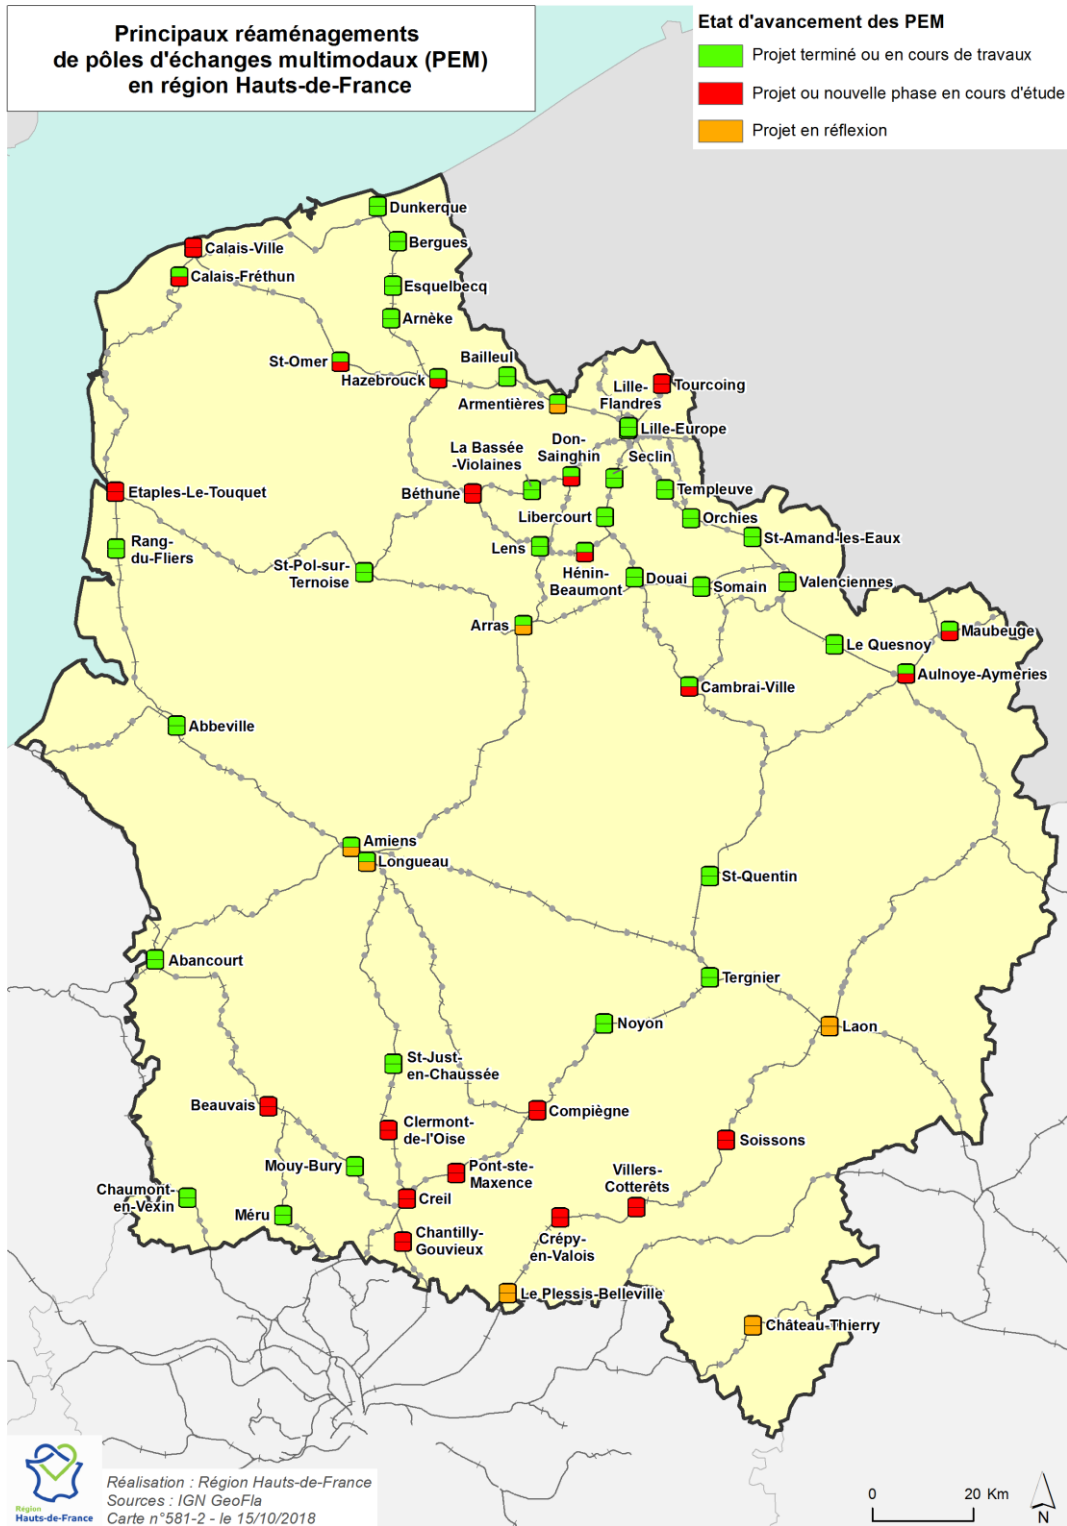 Principaux réaménagements
de pôles d'échanges multimodaux (PEM)
en région Hauts-de-France
Etat d'avancement des PEM
Projet terminé ou en cours de travaux
Projet ou nouvelle phase en cours d'étude
Projet en réflexion
Dunkerque
Bergues
Calais-Ville
Calais-Fréthun
Esquelbecq
Arnèke
St-Omer
Bailleul
Hazebrouck
Armentières
Lille-
Flandres
Tourcoing
Lille-Europe
La Bassée
-Violaines
Don-
Sainghin
Seclin
Etaples-Le-Touquet
Béthune
Templeuve
Libercourt
Orchies
St-Amand-les-Eaux
Rang-
du-Fliers
St-Pol-sur-
Ternoise
Lens
Hénin-
Beaumont
Douai
Somain
Valenciennes
Arras
Le Quesnoy
Maubeuge
Aulnoye-Aymeries
Cambrai-Ville
Abbeville
Amiens
Longueau
St-Quentin
Abancourt
Tergnier
Noyon
Laon
St-Just-
en-Chaussée
Beauvais
Clermont-
de-l'Oise
Compiègne
Soissons
Mouy-Bury
Pont-ste-
Maxence
Villers-
Cotterêts
Chaumont-
en-Vexin
Méru
Creil
Chantilly-
Gouvieux
Crépy-
en-Valois
Le Plessis-Belleville
Château-Thierry
Région
Hauts-de-France
Réalisation : Région Hauts-de-France
Sources : IGN GeoFla
Carte n°581-2 - le 15/10/2018
0 20 Km
N